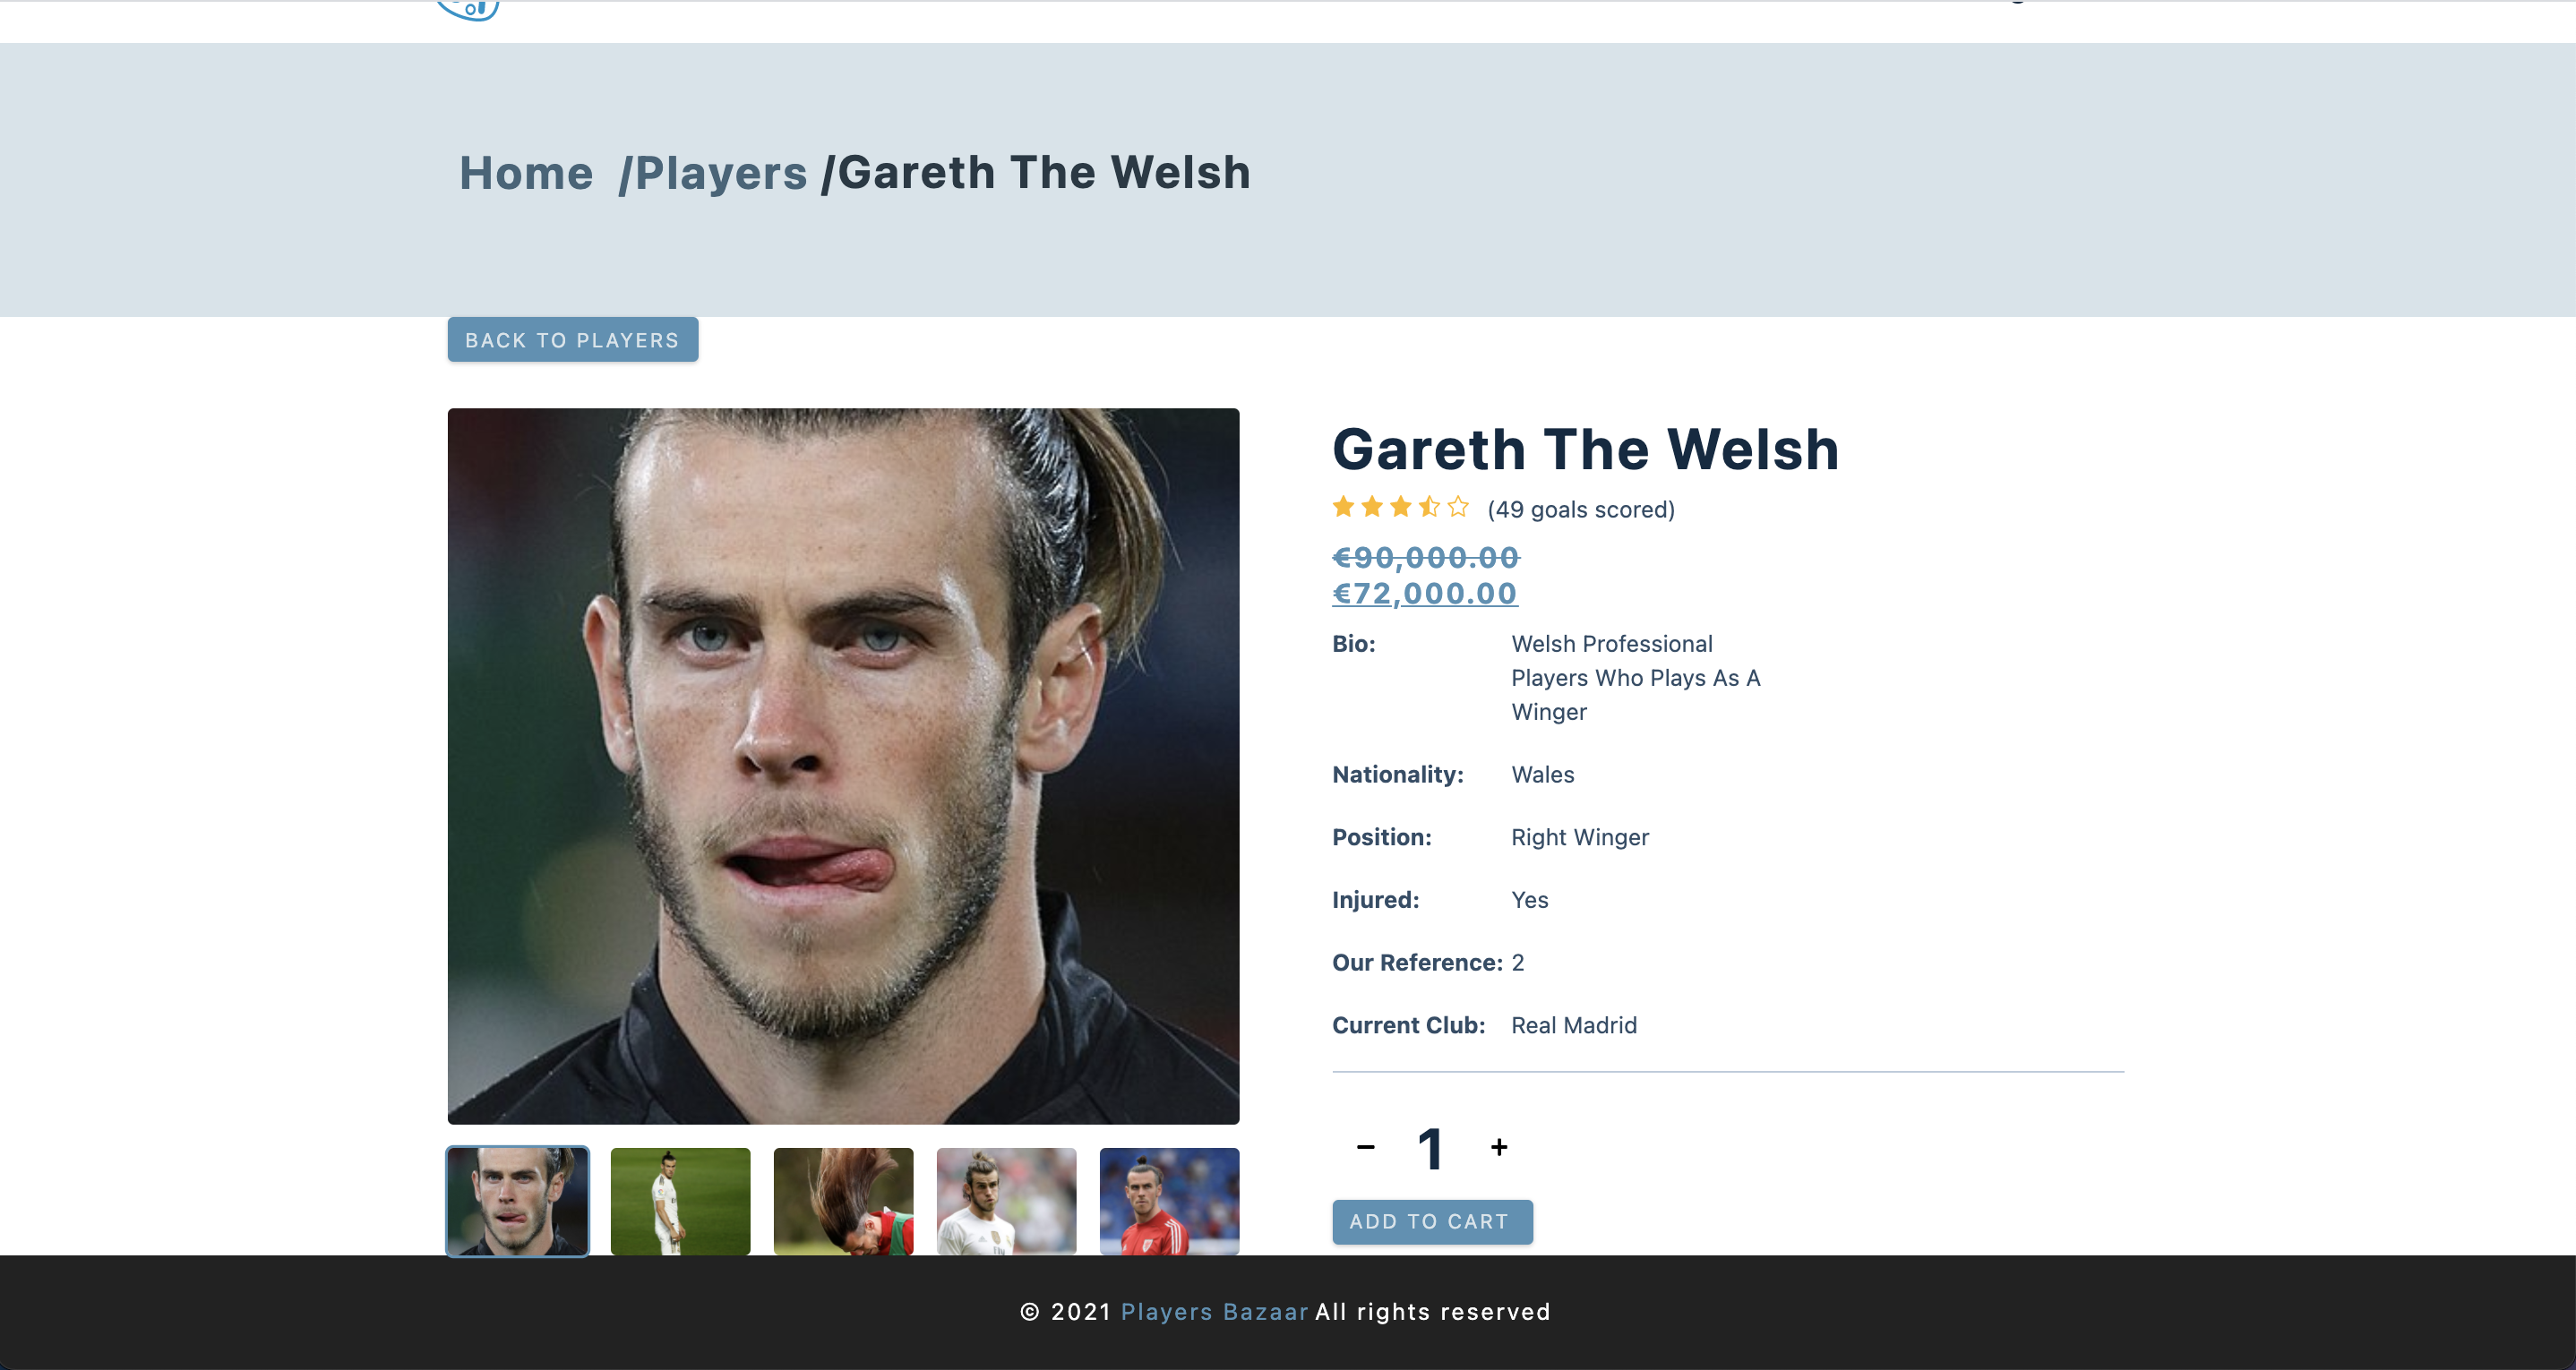 Home /Players /Gareth The Welsh
BACK TO PLAYERS
Gareth The Welsh
(49 goals scored)
€90,000.00
€72,000.00
Bio: Welsh Professional
Players Who Plays As A
Winger
Nationality: Wales
Position: Right Winger
Injured: Yes
Our Reference: 2
Current Club: Real Madrid
− 1 +
ADD TO CART
© 2021 Players Bazaar All rights reserved